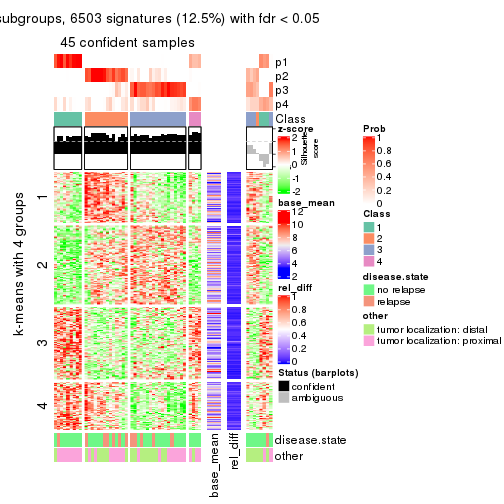 subgroups, 6503 signatures (12.5%) with fdr < 0.05
45 confident samples
p1
p2
p3
p4
Class
z-score
2
1
0
-1
-2
Silhouette
score
base_mean
12
10
8
6
4
2
rel_diff
1
0.8
0.6
0.4
0.2
0
Status (barplots)
confident
ambiguous
Prob
1
0.8
0.6
0.4
0.2
0
Class
1
2
3
4
disease.state
no relapse
relapse
other
tumor localization: distal
tumor localization: proximal
k-means with 4 groups
1
2
3
4
disease.state
other
base_mean
rel_diff